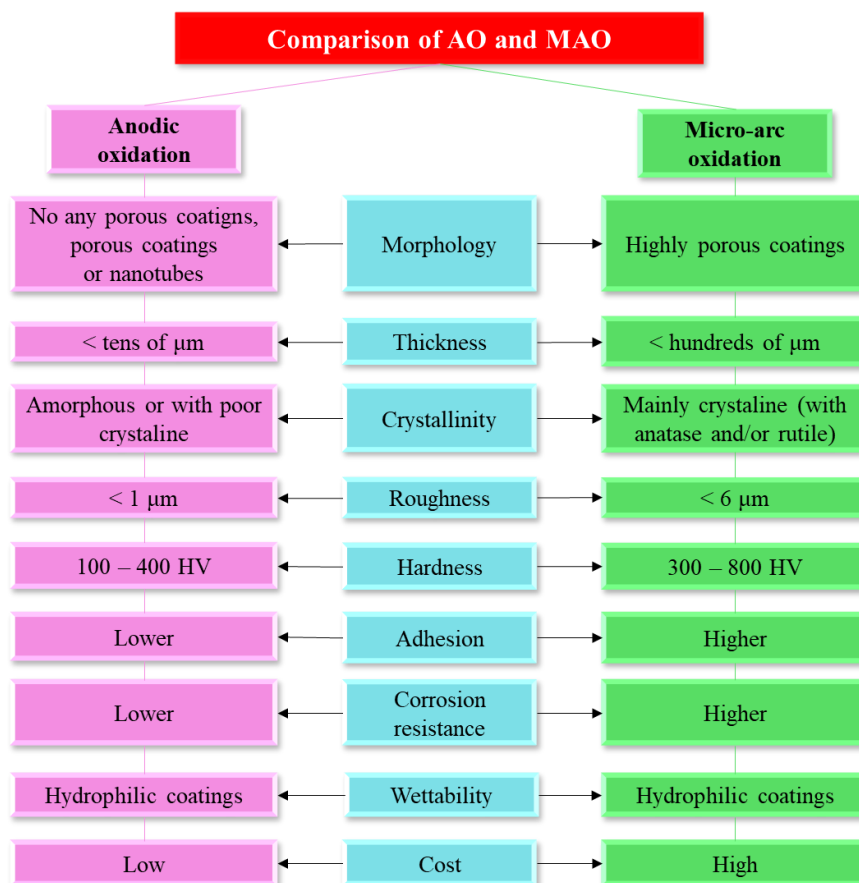 Comparison of AO and MAO
Anodic
oxidation
Micro-arc
oxidation
No any porous coatigns,
porous coatings
or nanotubes
Morphology
Highly porous coatings
< tens of μm
Thickness
< hundreds of μm
Amorphous or with poor
crystaline
Crystallinity
Mainly crystaline (with
anatase and/or rutile)
< 1 μm
Roughness
< 6 μm
100 – 400 HV
Hardness
300 – 800 HV
Lower
Adhesion
Higher
Lower
Corrosion
resistance
Higher
Hydrophilic coatings
Wettability
Hydrophilic coatings
Low
Cost
High